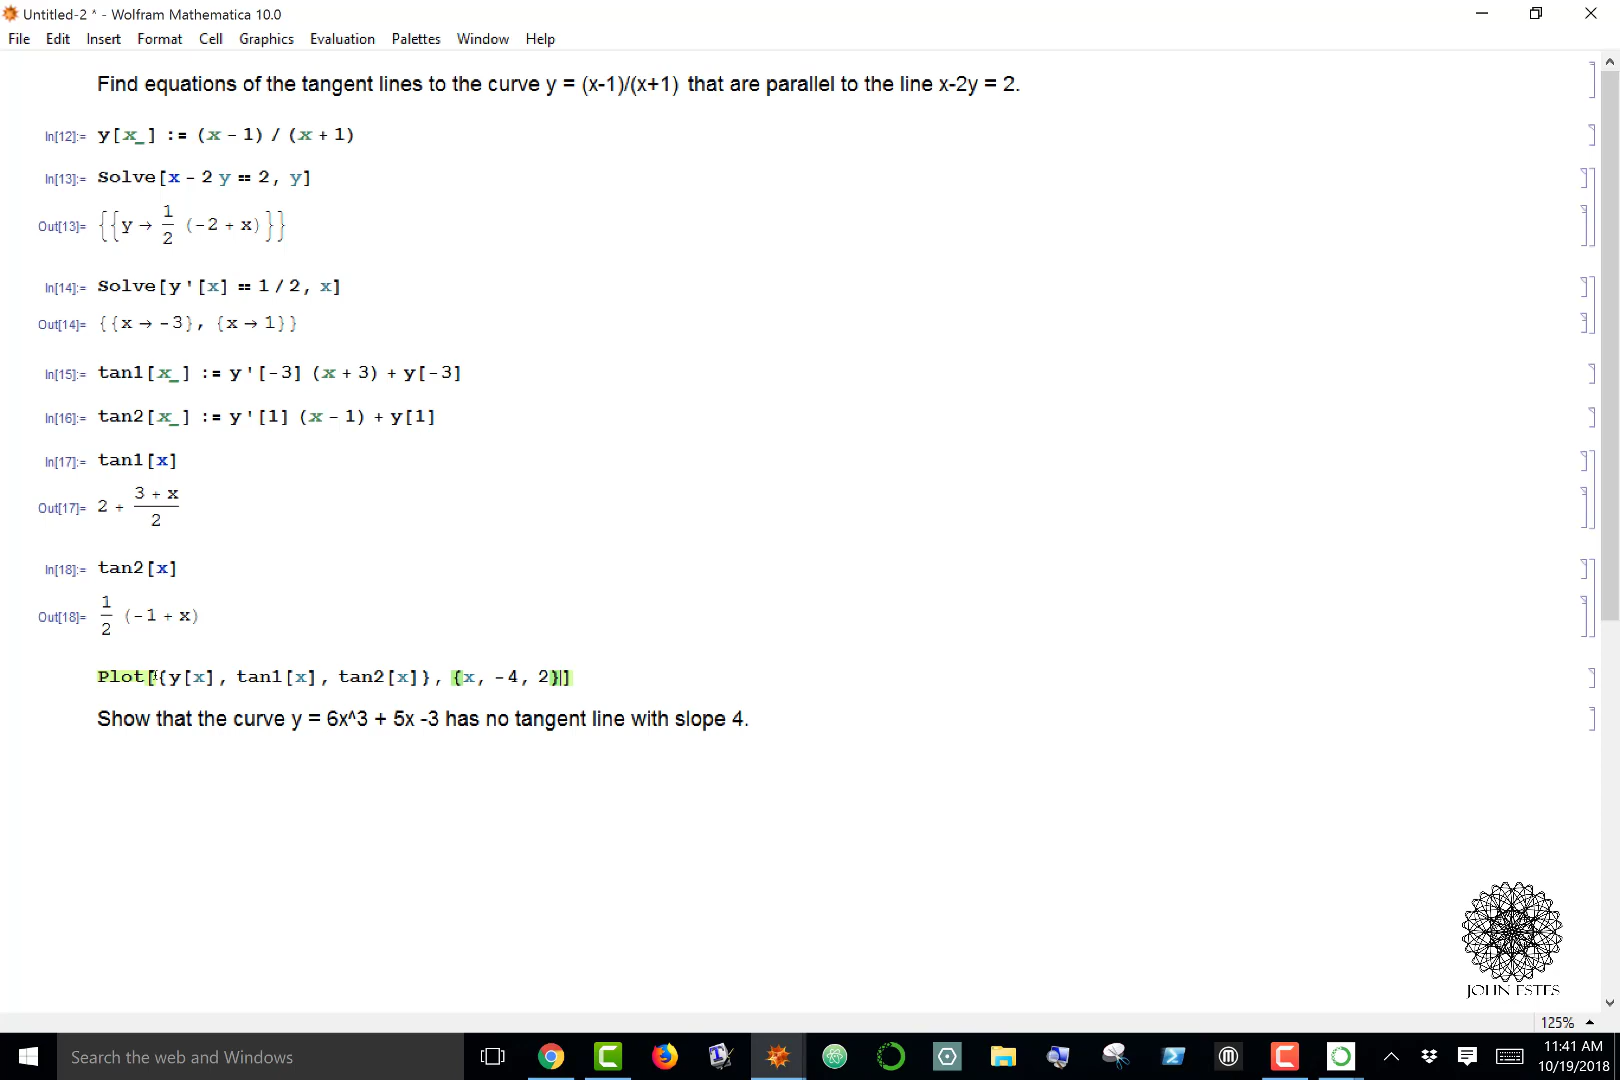 Untitled-2 * - Wolfram Mathematica 10.0
File Edit Insert Format Cell Graphics Evaluation Palettes Window Help
Find equations of the tangent lines to the curve y = (x-1)/(x+1) that are parallel to the line x-2y = 2.
In[12]:= y[x_] := (x - 1) / (x + 1)
In[13]:= Solve[x - 2 y == 2, y]
Out[13]= {{y → 1/2 (-2 + x)}}
In[14]:= Solve[y'[x] == 1/2, x]
Out[14]= {{x → -3}, {x → 1}}
In[15]:= tan1[x_] := y'[-3] (x + 3) + y[-3]
In[16]:= tan2[x_] := y'[1] (x - 1) + y[1]
In[17]:= tan1[x]
Out[17]= 2 + (3 + x)/2
In[18]:= tan2[x]
Out[18]= 1/2 (-1 + x)
Plot[{y[x], tan1[x], tan2[x]}, {x, -4, 2}]
Show that the curve y = 6x^3 + 5x -3 has no tangent line with slope 4.
JOHN ESTES
125%
Search the web and Windows
11:41 AM
10/19/2018